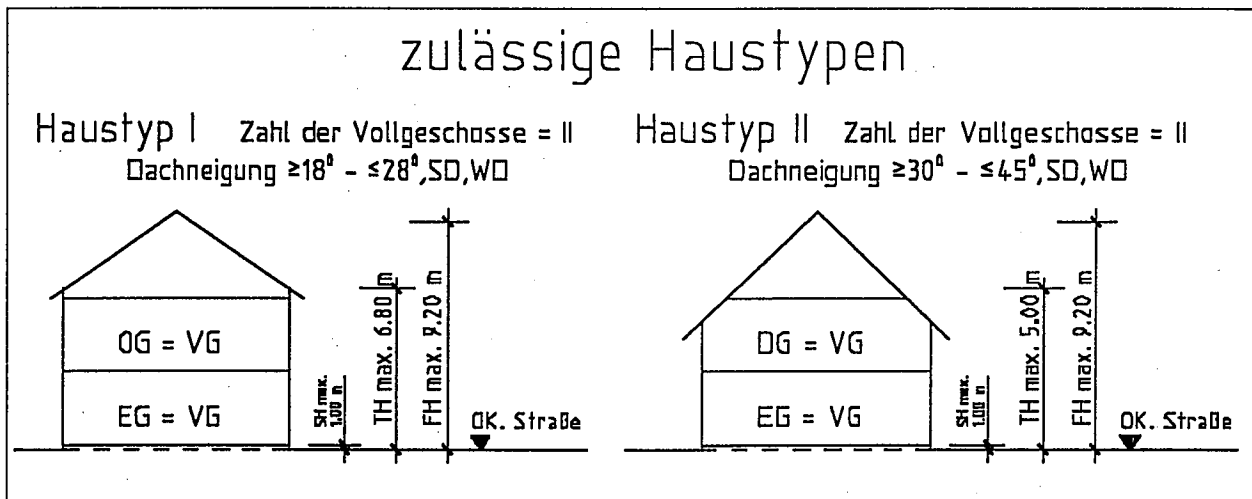 zulässige Haustypen
Haustyp I Zahl der Vollgeschosse = II
Dachneigung ≥18° - ≤28°,SD,WD
OG = VG
EG = VG
SH max.
1.00 m
TH max. 6.80 m
FH max. 9.20 m
OK. Straße
Haustyp II Zahl der Vollgeschosse = II
Dachneigung ≥30° - ≤45°,SD,WD
DG = VG
EG = VG
SH max.
1.00 m
TH max. 5.00 m
FH max. 9.20 m
OK. Straße